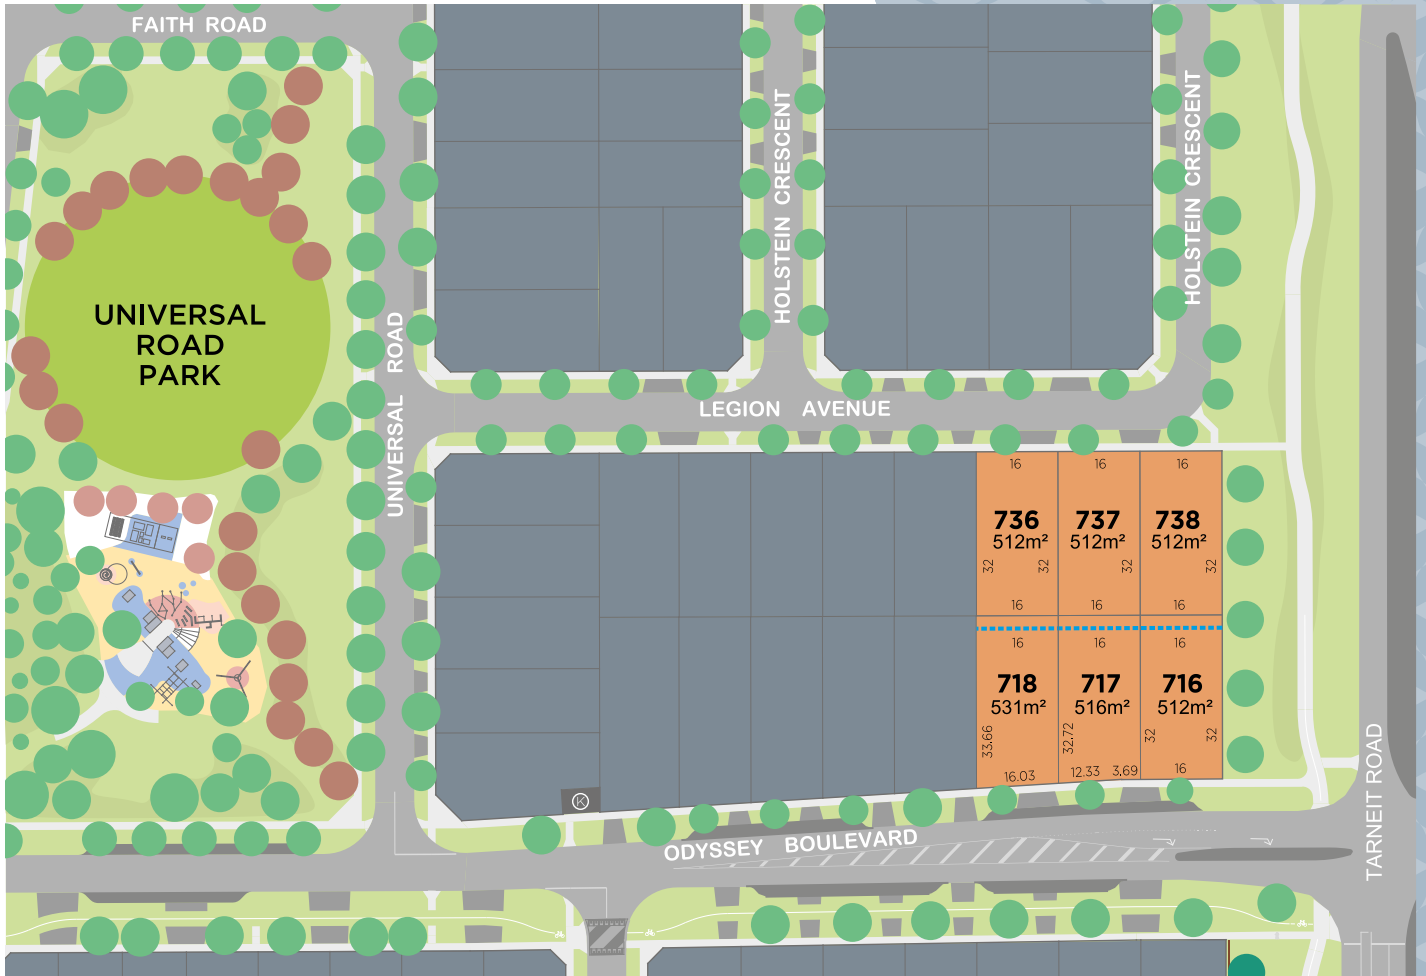 FAITH ROAD
HOLSTEIN CRESCENT
HOLSTEIN CRESCENT
UNIVERSAL
ROAD
PARK
UNIVERSAL ROAD
LEGION AVENUE
16
16
16
736
737
738
512m²
512m²
512m²
32
32
32
32
16
16
16
16
16
16
718
717
716
531m²
516m²
512m²
33.66
32.72
32
32
16.03
12.33
3.69
16
K
ODYSSEY BOULEVARD
TARNEIT ROAD